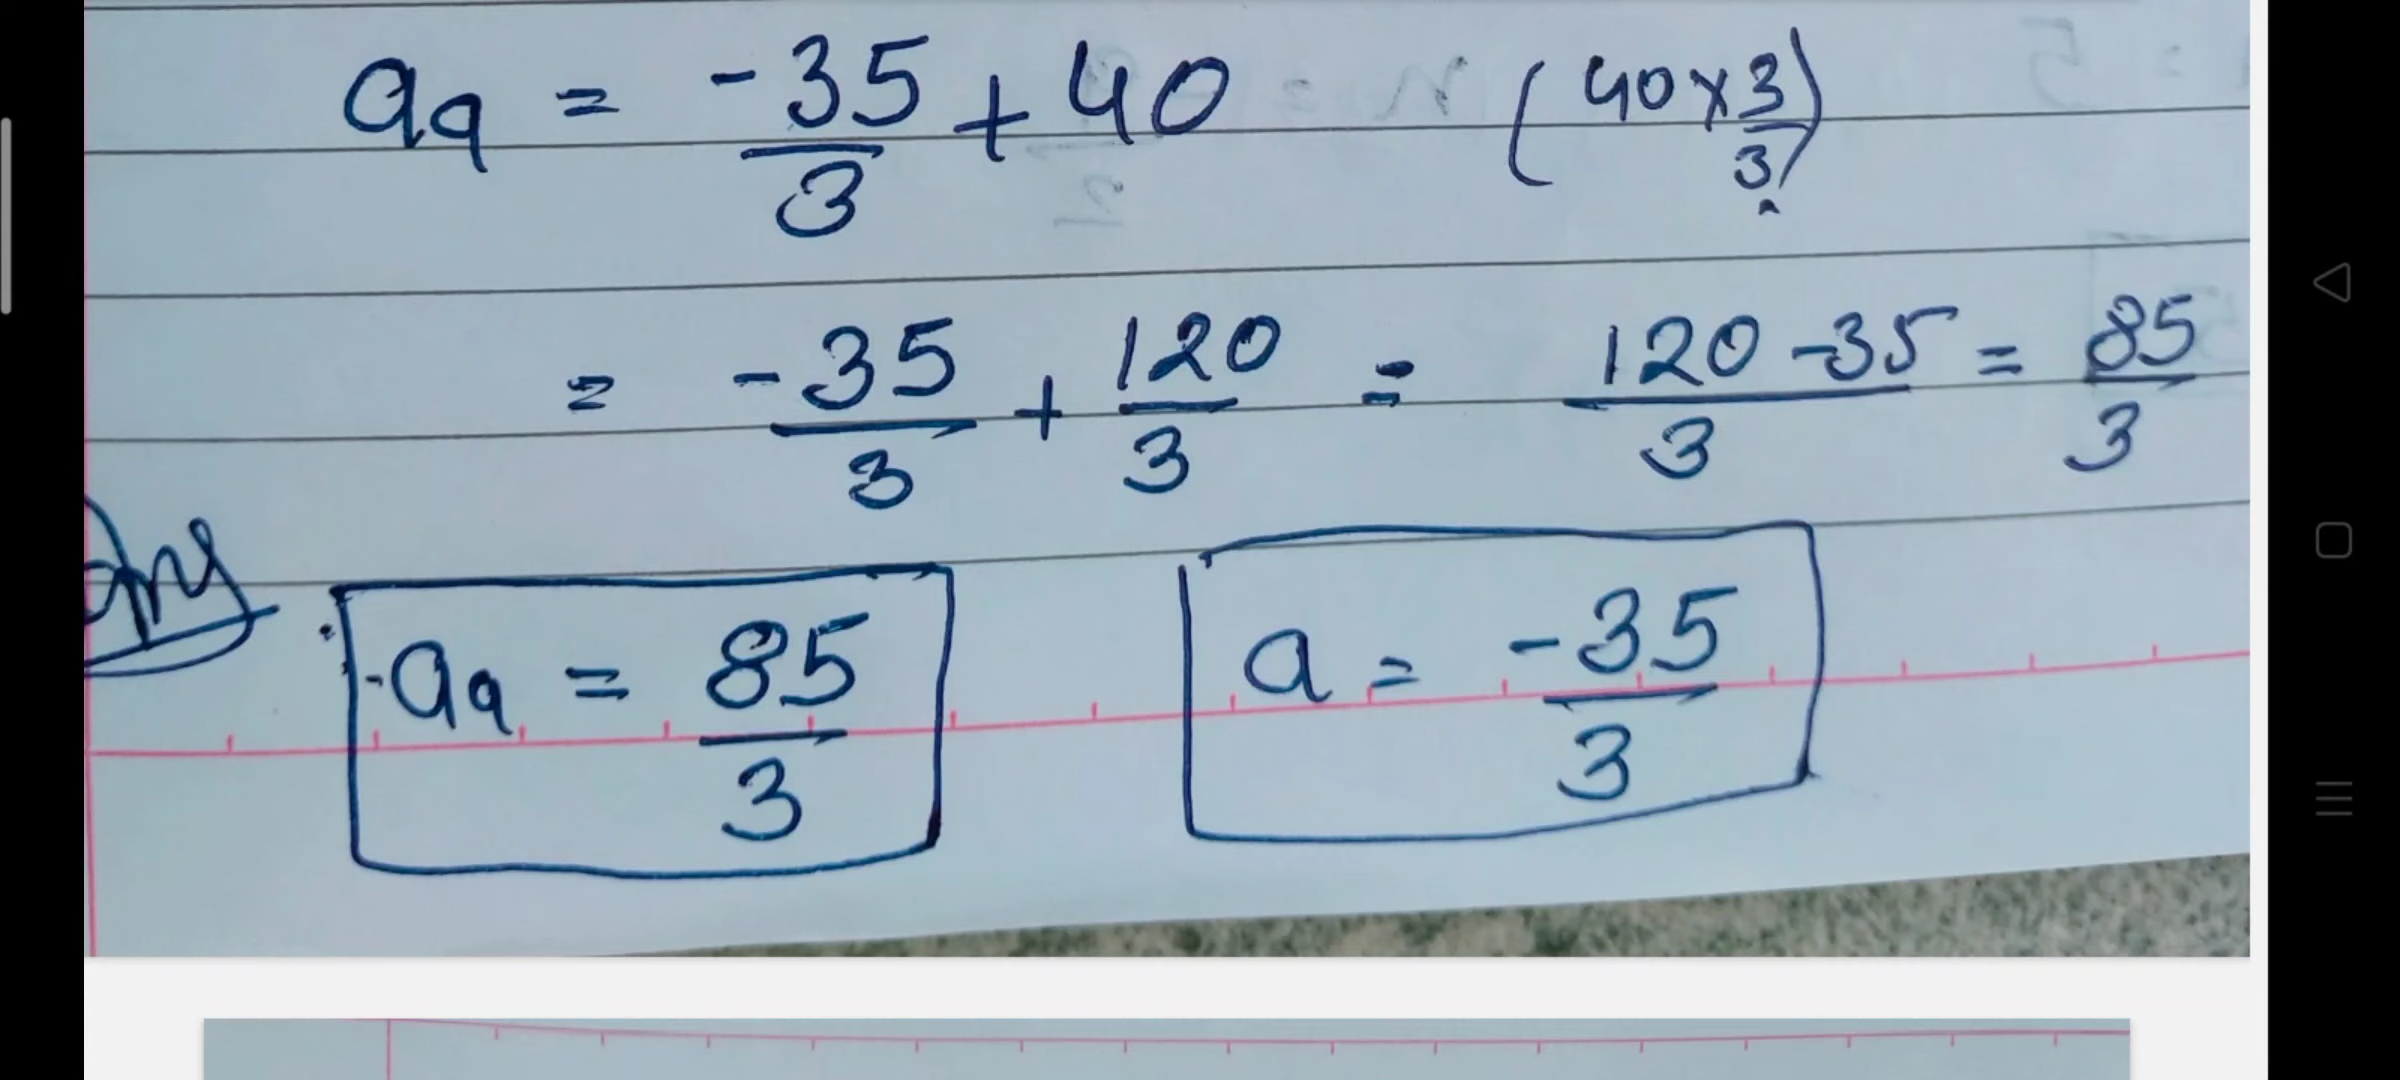 a₉ = -35/3 + 40 (40×3/3)
= -35/3 + 120/3 = 120-35/3 = 85/3
Ans a₉ = 85/3 a = -35/3